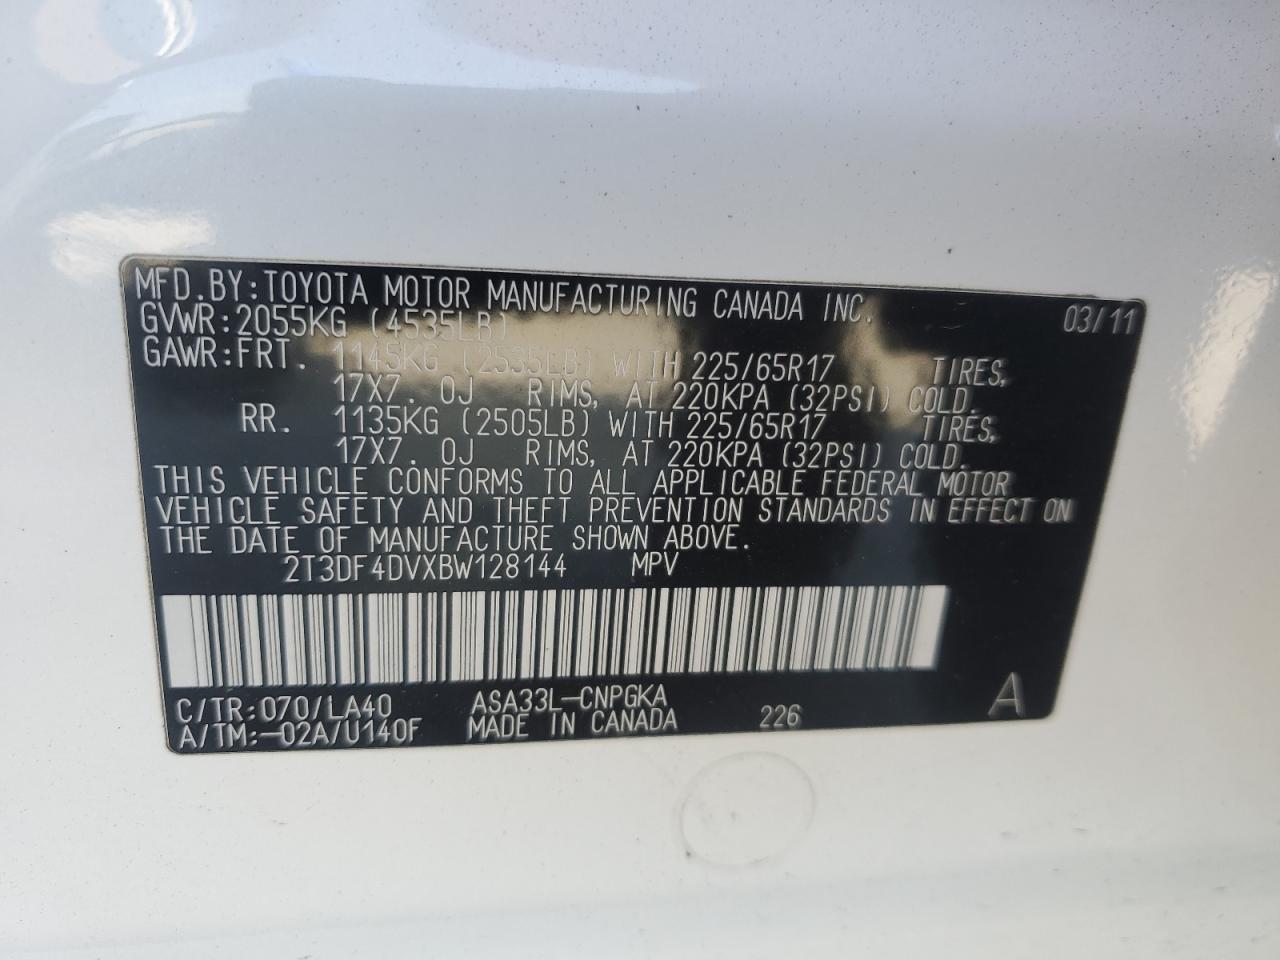 MFD.BY:TOYOTA MOTOR MANUFACTURING CANADA INC. 03/11
GVWR:2055KG (4535LB)
GAWR:FRT. 1145KG (2535LB) WITH 225/65R17 TIRES,
17X7.0J RIMS, AT 220KPA (32PSI) COLD.
RR. 1135KG (2505LB) WITH 225/65R17 TIRES,
17X7.0J RIMS, AT 220KPA (32PSI) COLD.
THIS VEHICLE CONFORMS TO ALL APPLICABLE FEDERAL MOTOR
VEHICLE SAFETY AND THEFT PREVENTION STANDARDS IN EFFECT ON
THE DATE OF MANUFACTURE SHOWN ABOVE.
2T3DF4DVXBW128144 MPV
C/TR:070/LA40 ASA33L-CNPGKA A
A/TM:-02A/U140F MADE IN CANADA 226